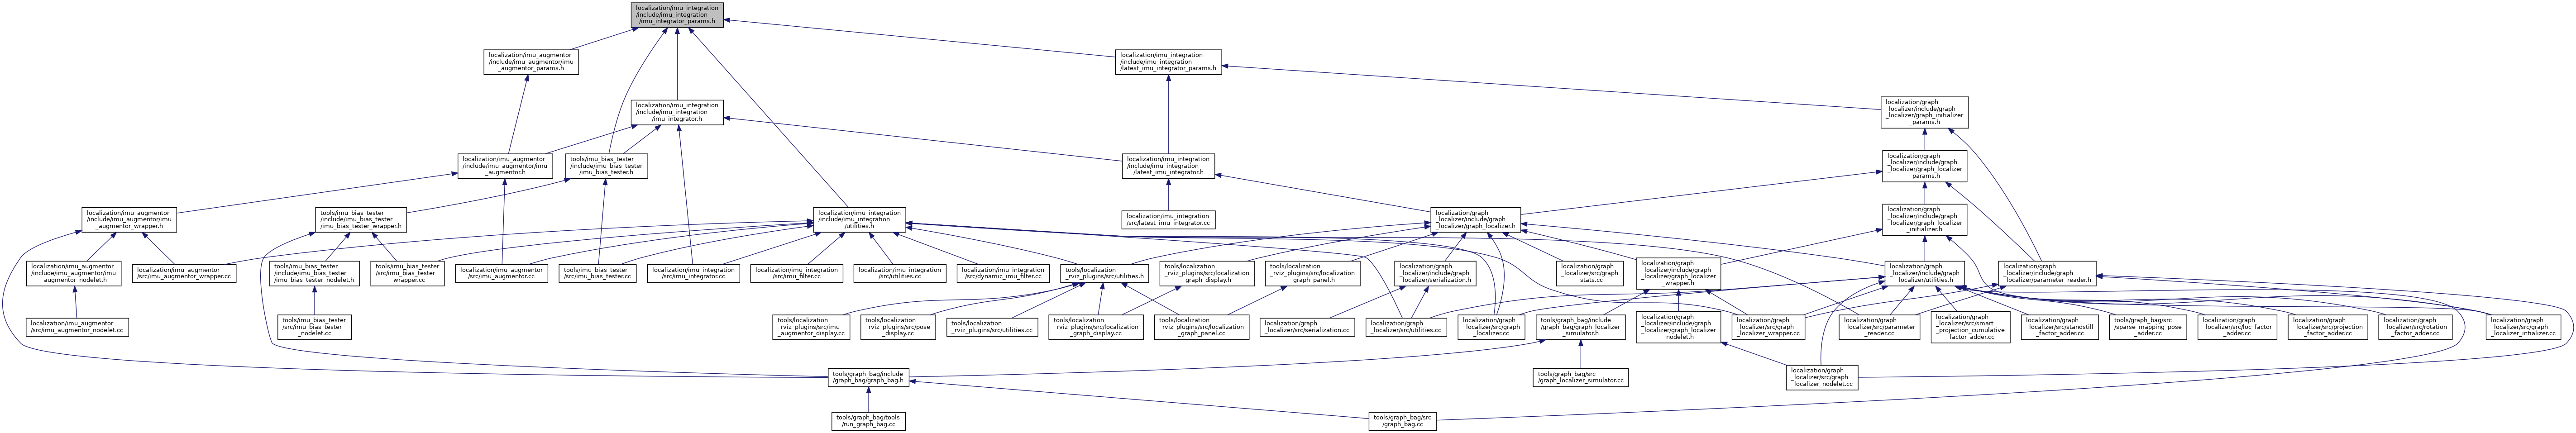 localization/imu_integration
/include/imu_integration
/imu_integrator_params.h
localization/imu_augmentor
/include/imu_augmentor/imu
_augmentor_params.h
localization/imu_integration
/include/imu_integration
/latest_imu_integrator_params.h
localization/imu_integration
/include/imu_integration
/imu_integrator.h
localization/graph
_localizer/include/graph
_localizer/graph_initializer
_params.h
localization/imu_augmentor
/include/imu_augmentor/imu
_augmentor.h
tools/imu_bias_tester
/include/imu_bias_tester
/imu_bias_tester.h
localization/imu_integration
/include/imu_integration
/latest_imu_integrator.h
localization/graph
_localizer/include/graph
_localizer/graph_localizer
_params.h
localization/imu_augmentor
/include/imu_augmentor/imu
_augmentor_wrapper.h
tools/imu_bias_tester
/include/imu_bias_tester
/imu_bias_tester_wrapper.h
localization/imu_integration
/include/imu_integration
/utilities.h
localization/imu_integration
/src/latest_imu_integrator.cc
localization/graph
_localizer/include/graph
_localizer/graph_localizer.h
localization/graph
_localizer/include/graph
_localizer/graph_localizer
_initializer.h
localization/imu_augmentor
/include/imu_augmentor/imu
_augmentor_nodelet.h
localization/imu_augmentor
/src/imu_augmentor_wrapper.cc
tools/imu_bias_tester
/include/imu_bias_tester
/imu_bias_tester_nodelet.h
tools/imu_bias_tester
/src/imu_bias_tester
_wrapper.cc
localization/imu_augmentor
/src/imu_augmentor.cc
tools/imu_bias_tester
/src/imu_bias_tester.cc
localization/imu_integration
/src/imu_integrator.cc
localization/imu_integration
/src/imu_filter.cc
localization/imu_integration
/src/utilities.cc
localization/imu_integration
/src/dynamic_imu_filter.cc
tools/localization
_rviz_plugins/src/utilities.h
tools/localization
_rviz_plugins/src/localization
_graph_display.h
tools/localization
_rviz_plugins/src/localization
_graph_panel.h
localization/graph
_localizer/include/graph
_localizer/serialization.h
localization/graph
_localizer/src/graph
_stats.cc
localization/graph
_localizer/include/graph
_localizer/graph_localizer
_wrapper.h
localization/graph
_localizer/include/graph
_localizer/utilities.h
localization/graph
_localizer/include/graph
_localizer/parameter_reader.h
localization/imu_augmentor
/src/imu_augmentor_nodelet.cc
tools/imu_bias_tester
/src/imu_bias_tester
_nodelet.cc
tools/localization
_rviz_plugins/src/imu
_augmentor_display.cc
tools/localization
_rviz_plugins/src/pose
_display.cc
tools/localization
_rviz_plugins/src/utilities.cc
tools/localization
_rviz_plugins/src/localization
_graph_display.cc
tools/localization
_rviz_plugins/src/localization
_graph_panel.cc
localization/graph
_localizer/src/serialization.cc
localization/graph
_localizer/src/utilities.cc
localization/graph
_localizer/src/graph
_localizer.cc
tools/graph_bag/include
/graph_bag/graph_localizer
_simulator.h
localization/graph
_localizer/include/graph
_localizer/graph_localizer
_nodelet.h
localization/graph
_localizer/src/graph
_localizer_wrapper.cc
localization/graph
_localizer/src/parameter
_reader.cc
localization/graph
_localizer/src/smart
_projection_cumulative
_factor_adder.cc
localization/graph
_localizer/src/standstill
_factor_adder.cc
tools/graph_bag/src
/sparse_mapping_pose
_adder.cc
localization/graph
_localizer/src/loc_factor
_adder.cc
localization/graph
_localizer/src/projection
_factor_adder.cc
localization/graph
_localizer/src/rotation
_factor_adder.cc
localization/graph
_localizer/src/graph
_localizer_intializer.cc
tools/graph_bag/include
/graph_bag/graph_bag.h
tools/graph_bag/src
/graph_localizer_simulator.cc
localization/graph
_localizer/src/graph
_localizer_nodelet.cc
tools/graph_bag/tools
/run_graph_bag.cc
tools/graph_bag/src
/graph_bag.cc